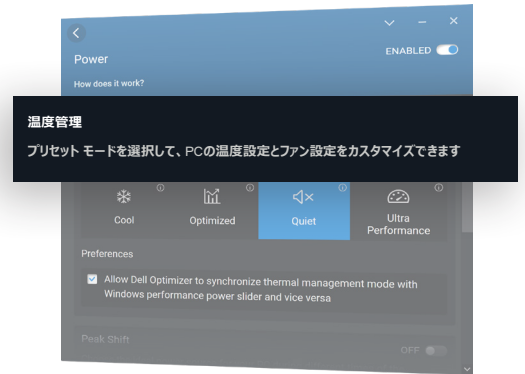 ENABLED
Power
How does it work?
温度管理
プリセット モードを選択して、PCの温度設定とファン設定をカスタマイズできます
Cool
Optimized
Quiet
Ultra
Performance
Preferences
Allow Dell Optimizer to synchronize thermal management mode with
Windows performance power slider and vice versa
Peak Shift
OFF